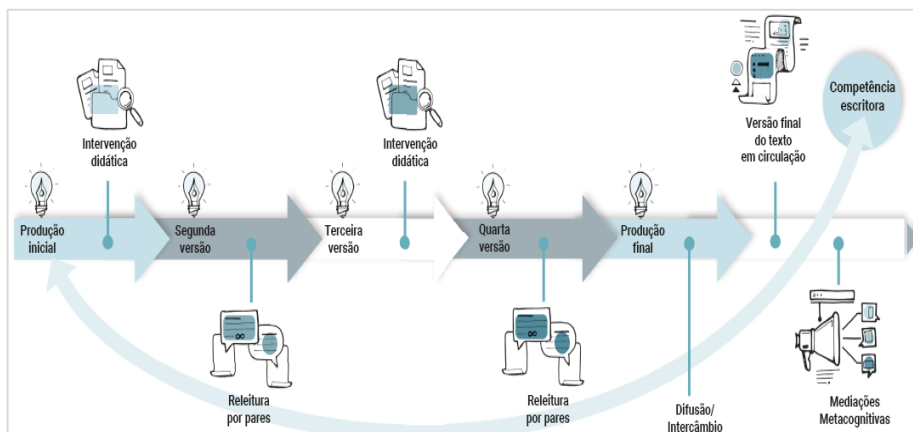 Competência
escritora
Versão final
do texto
em circulação
Intervenção
didática
Intervenção
didática
Produção
inicial
Segunda
versão
Terceira
versão
Quarta
versão
Produção
final
Releitura
por pares
Releitura
por pares
Difusão/
Intercâmbio
Mediações
Metacognitivas